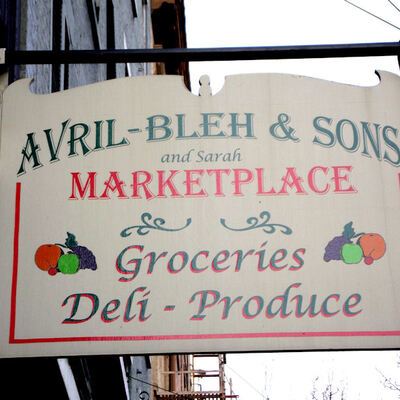 AVRIL-BLEH & SONS
and Sarah
MARKETPLACE
Groceries
Deli - Produce